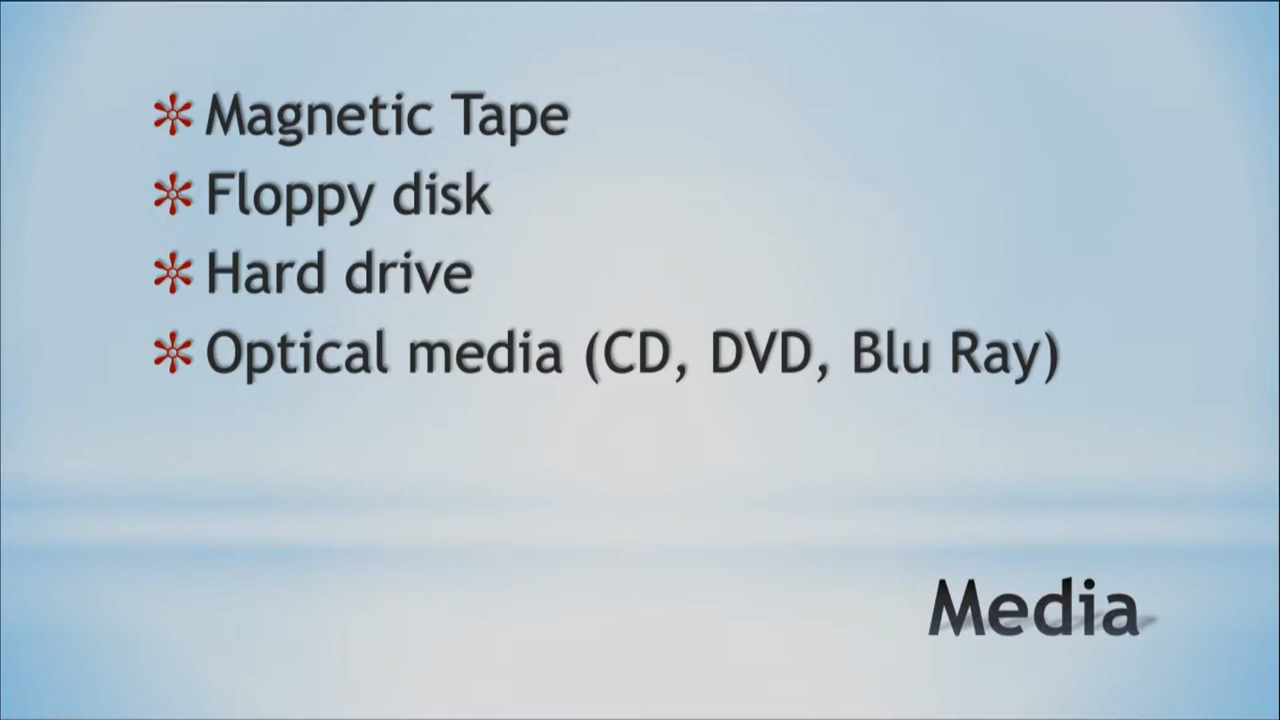 Magnetic Tape
Floppy disk
Hard drive
Optical media (CD, DVD, Blu Ray)
Media